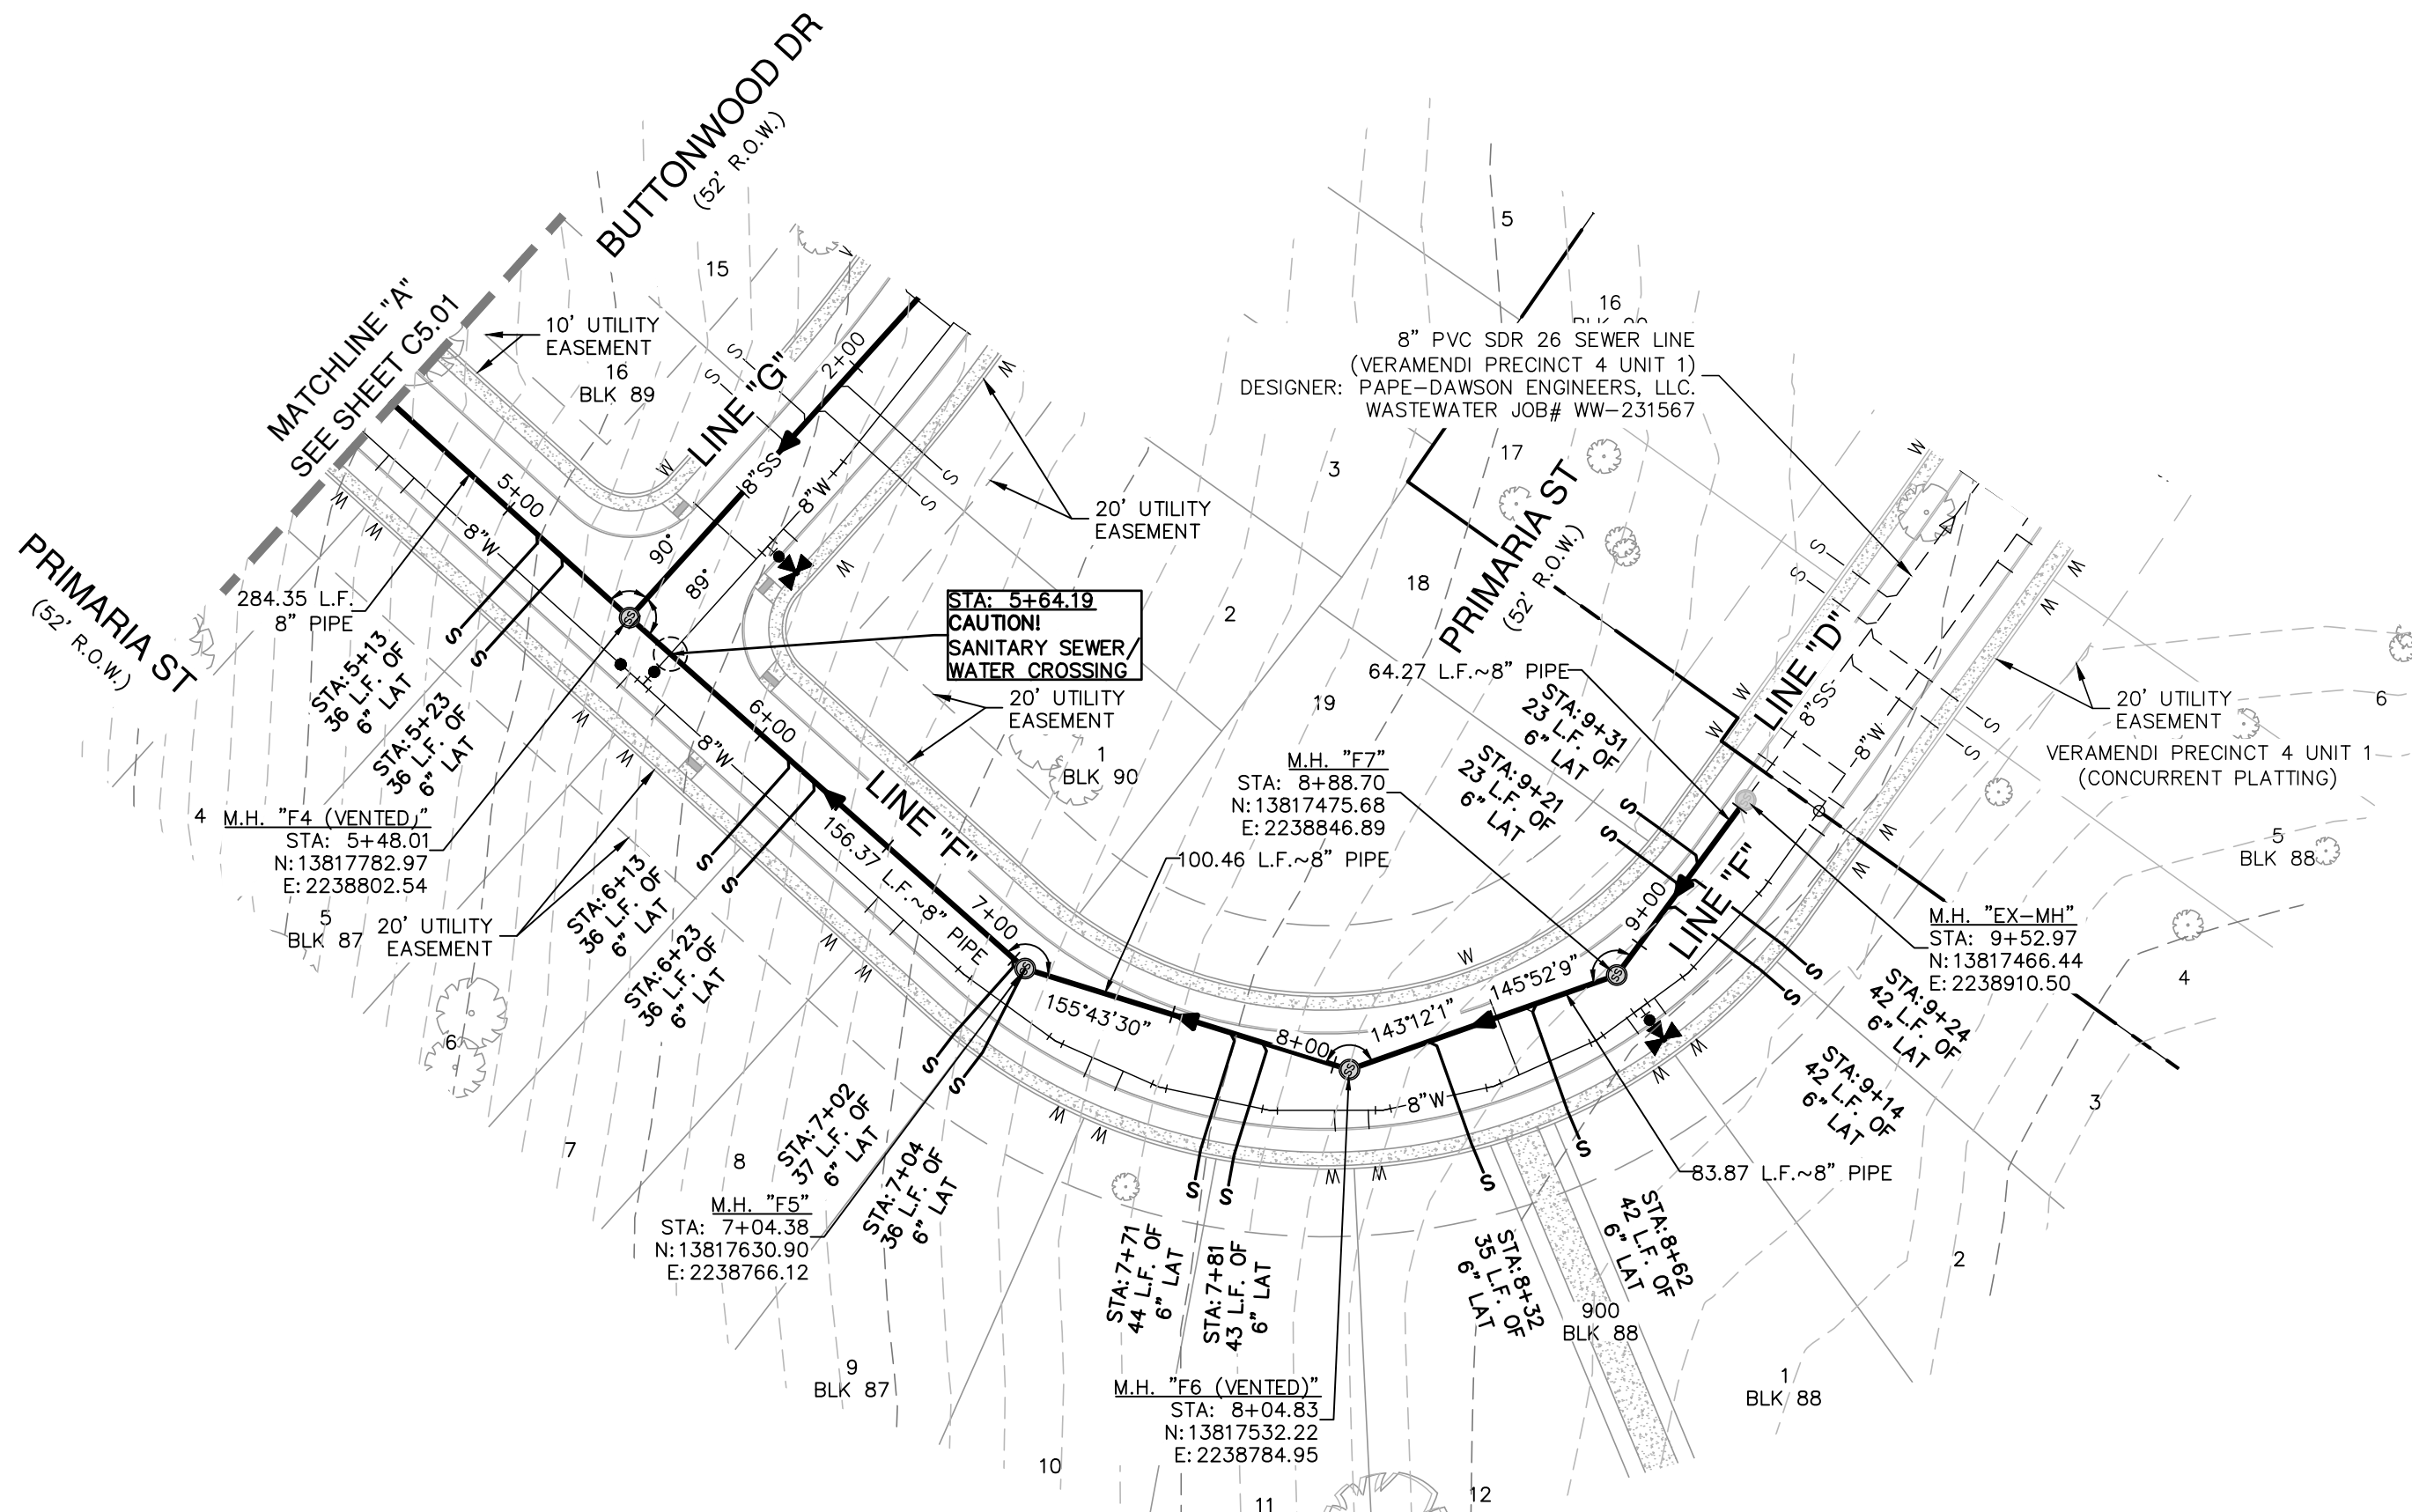 BUTTONWOOD DR
(52' R.O.W.)
MATCHLINE "A"
SEE SHEET C5.01
PRIMARIA ST
(52' R.O.W.)
10' UTILITY
EASEMENT
15
16
BLK 89
LINE "G"
2+00
8"SS
8"W
S
S
S
S
W
W
W
W
5+00
8"W
90°
89°
284.35 L.F.
8" PIPE
STA:5+13
36 L.F. OF
6" LAT
STA:5+23
36 L.F. OF
6" LAT
S
S
SS
4
M.H. "F4 (VENTED)"
STA: 5+48.01
N:13817782.97
E:2238802.54
5
BLK 87
20' UTILITY
EASEMENT
STA: 5+64.19
CAUTION!
SANITARY SEWER/
WATER CROSSING
20' UTILITY
EASEMENT
20' UTILITY
EASEMENT
6+00
8"W
1
BLK 90
2
3
LINE "F"
156.37 L.F.~8" PIPE
7+00
STA:6+13
36 L.F. OF
6" LAT
STA:6+23
36 L.F. OF
6" LAT
S
S
6
7
8
9
BLK 87
10
11
12
STA:7+02
37 L.F. OF
6" LAT
STA:7+04
36 L.F. OF
6" LAT
S
S
SS
M.H. "F5"
STA: 7+04.38
N:13817630.90
E:2238766.12
155°43'30"
100.46 L.F.~8" PIPE
8+00
STA:7+71
44 L.F. OF
6" LAT
STA:7+81
43 L.F. OF
6" LAT
S
S
SS
M.H. "F6 (VENTED)"
STA: 8+04.83
N:13817532.22
E:2238784.95
143°12'1"
145°52'9"
8"W
STA:8+32
35 L.F. OF
6" LAT
STA:8+62
42 L.F. OF
6" LAT
S
S
83.87 L.F.~8" PIPE
900
BLK 88
1
BLK 88
2
3
4
5
BLK 88
6
M.H. "F7"
STA: 8+88.70
N:13817475.68
E:2238846.89
SS
9+00
LINE "F"
STA:9+31
23 L.F. OF
6" LAT
STA:9+21
23 L.F. OF
6" LAT
S
S
64.27 L.F.~8" PIPE
STA:9+24
42 L.F. OF
6" LAT
STA:9+14
42 L.F. OF
6" LAT
S
S
M.H. "EX-MH"
STA: 9+52.97
N:13817466.44
E:2238910.50
5
16
8" PVC SDR 26 SEWER LINE
(VERAMENDI PRECINCT 4 UNIT 1)
DESIGNER: PAPE-DAWSON ENGINEERS, LLC.
WASTEWATER JOB# WW-231567
17
18
19
PRIMARIA ST
(52' R.O.W.)
LINE "D"
8"SS
8"W
S
S
S
S
20' UTILITY
EASEMENT
VERAMENDI PRECINCT 4 UNIT 1
(CONCURRENT PLATTING)